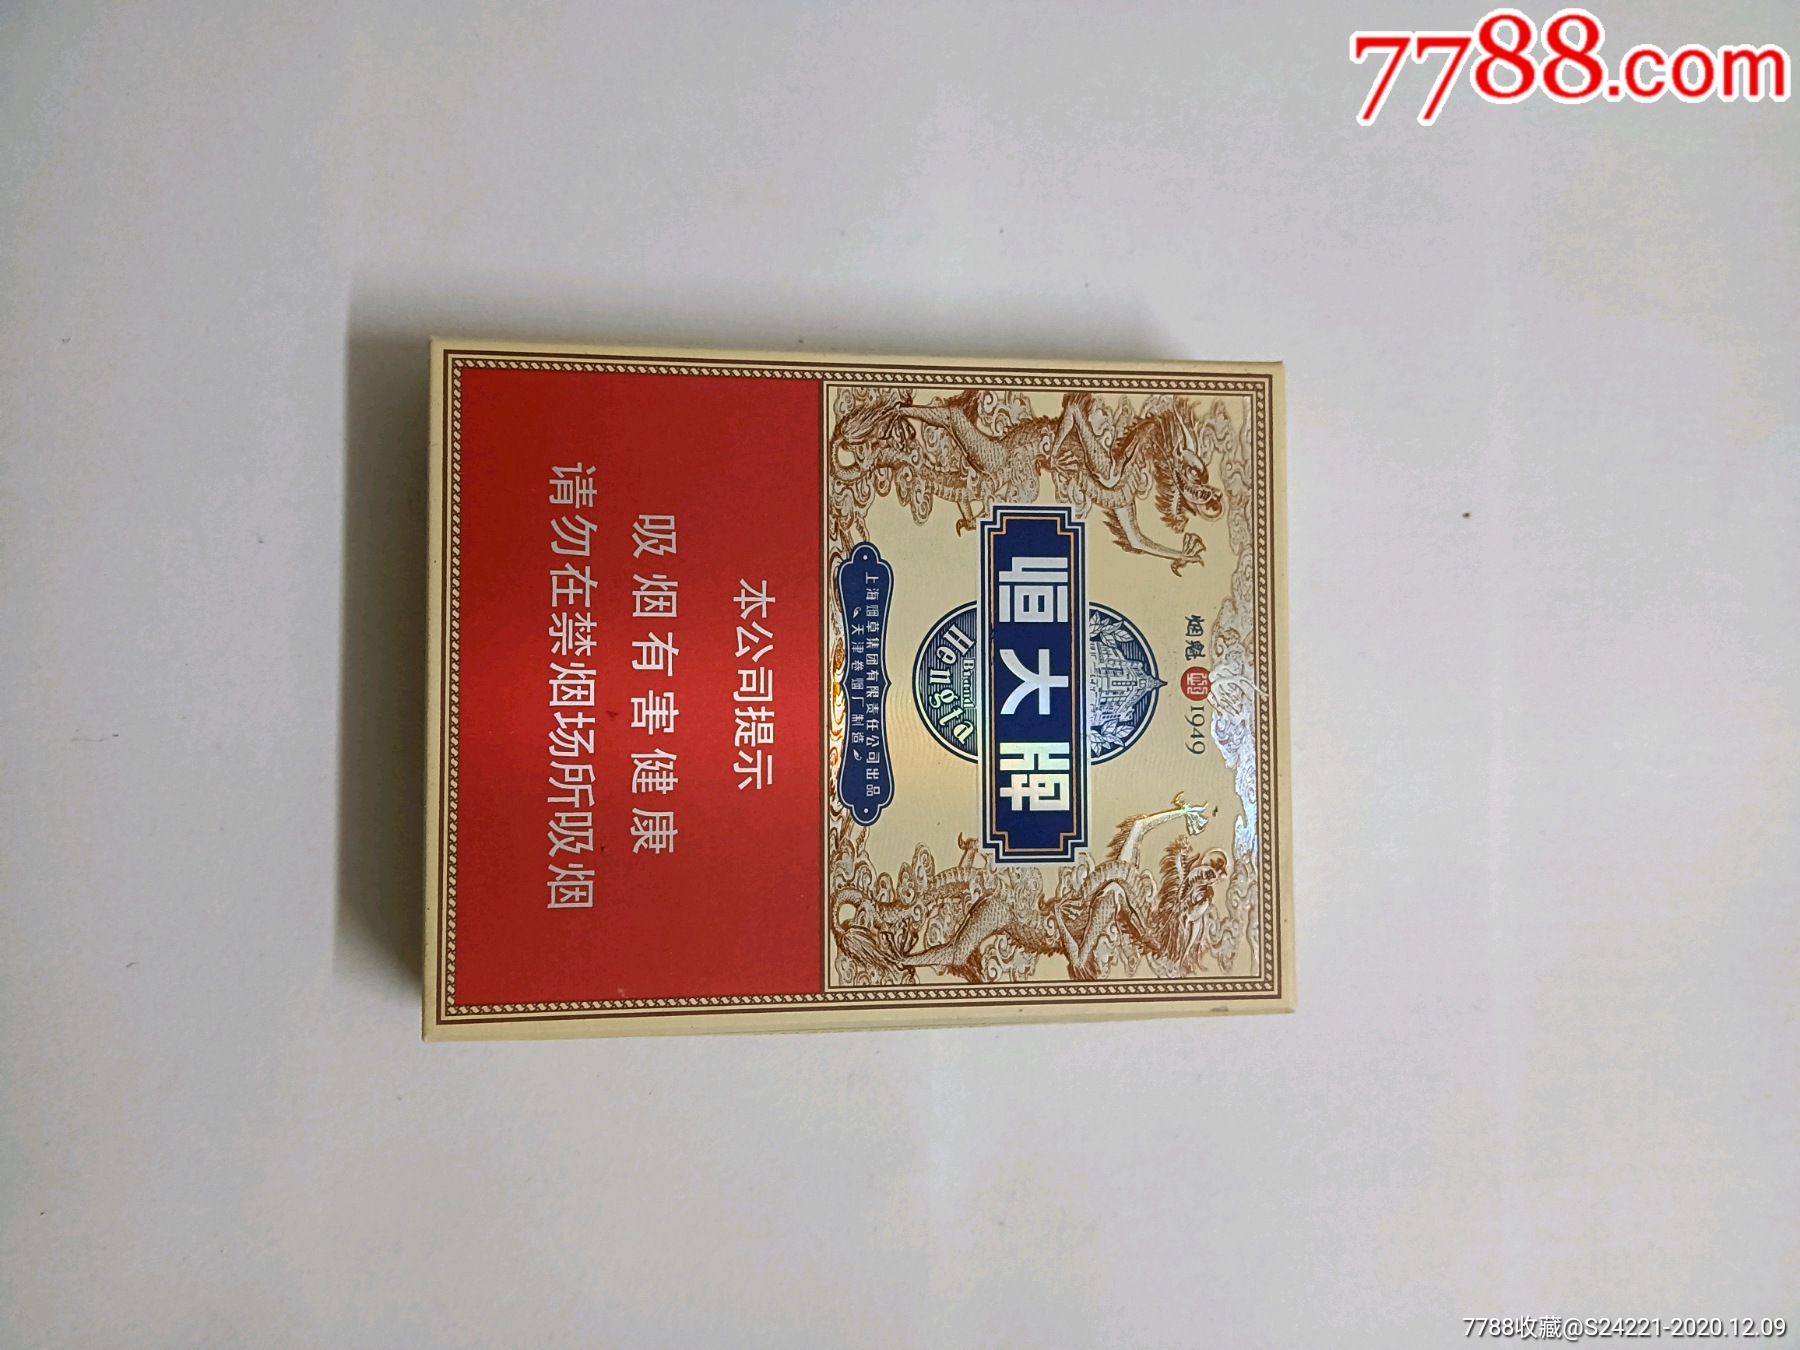 7788.com
烟魁 1949
恒大牌
Hengta
Brand
上海烟草集团有限责任公司出品
天津卷烟厂制造
本公司提示
吸烟有害健康
请勿在禁烟场所吸烟
7788收藏@S24221-2020.12.09